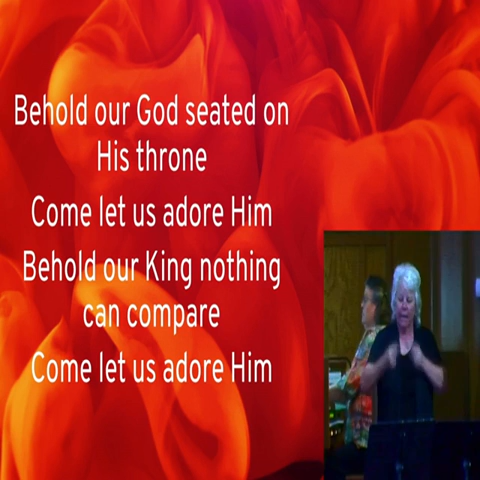 Behold our God seated on
His throne
Come let us adore Him
Behold our King nothing
can compare
Come let us adore Him